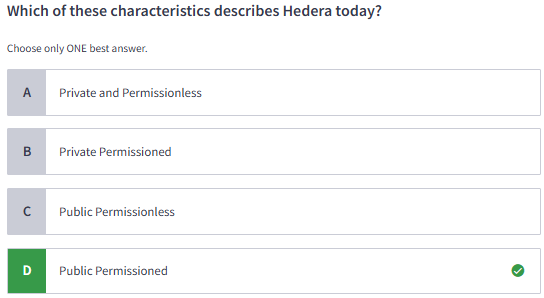 Which of these characteristics describes Hedera today?
Choose only ONE best answer.
A Private and Permissionless
B Private Permissioned
C Public Permissionless
D Public Permissioned